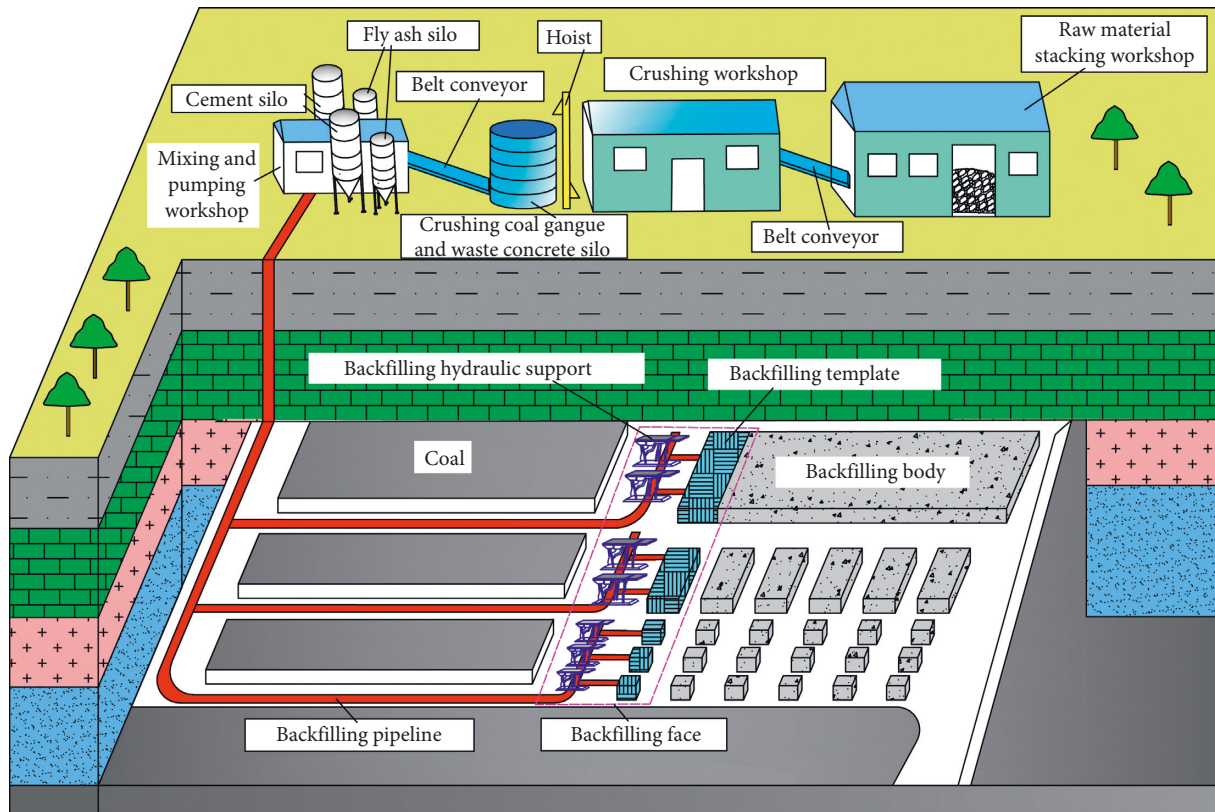 Fly ash silo
Hoist
Raw material
stacking workshop
Cement silo
Belt conveyor
Crushing workshop
Mixing and
pumping
workshop
Crushing coal gangue
and waste concrete silo
Belt conveyor
Backfilling hydraulic support
Backfilling template
Coal
Backfilling body
Backfilling pipeline
Backfilling face